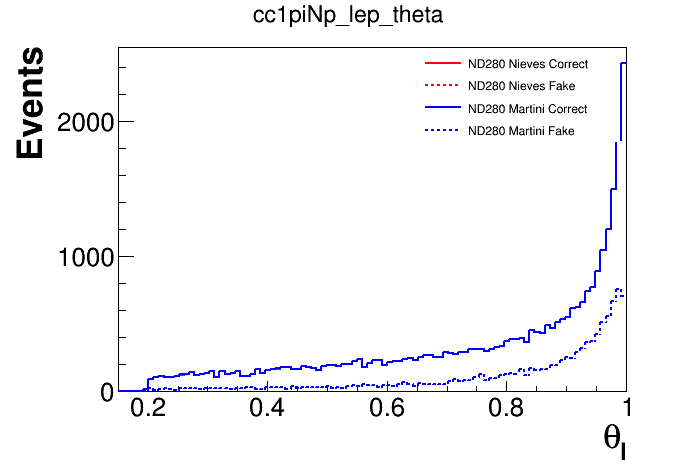 cc1piNp_lep_theta
Events
ND280 Nieves Correct
ND280 Nieves Fake
ND280 Martini Correct
ND280 Martini Fake
2000
1000
0
0.2 0.4 0.6 0.8 1
θl